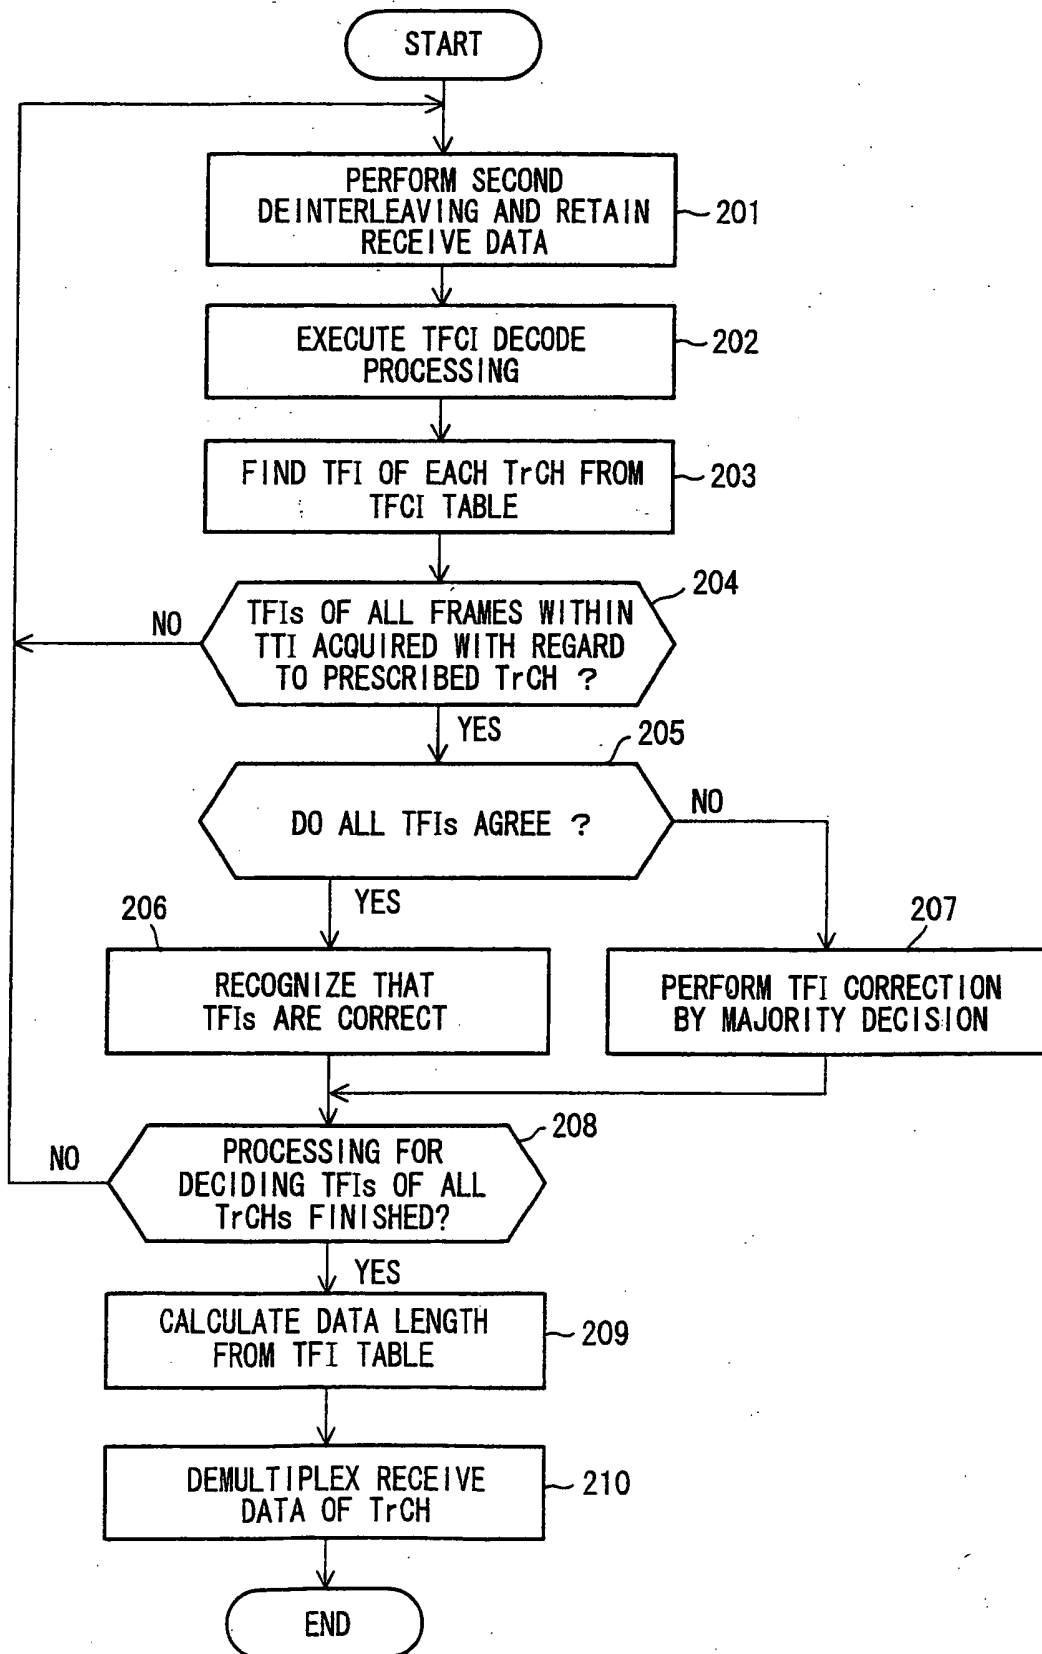 START
PERFORM SECOND
DEINTERLEAVING AND RETAIN
RECEIVE DATA
201
EXECUTE TFCI DECODE
PROCESSING
202
FIND TFI OF EACH TrCH FROM
TFCI TABLE
203
204
TFIs OF ALL FRAMES WITHIN
TTI ACQUIRED WITH REGARD
TO PRESCRIBED TrCH ?
NO
YES
205
DO ALL TFIs AGREE ?
NO
YES
206
RECOGNIZE THAT
TFIs ARE CORRECT
207
PERFORM TFI CORRECTION
BY MAJORITY DECISION
208
PROCESSING FOR
DECIDING TFIs OF ALL
TrCHs FINISHED?
NO
YES
CALCULATE DATA LENGTH
FROM TFI TABLE
209
DEMULTIPLEX RECEIVE
DATA OF TrCH
210
END